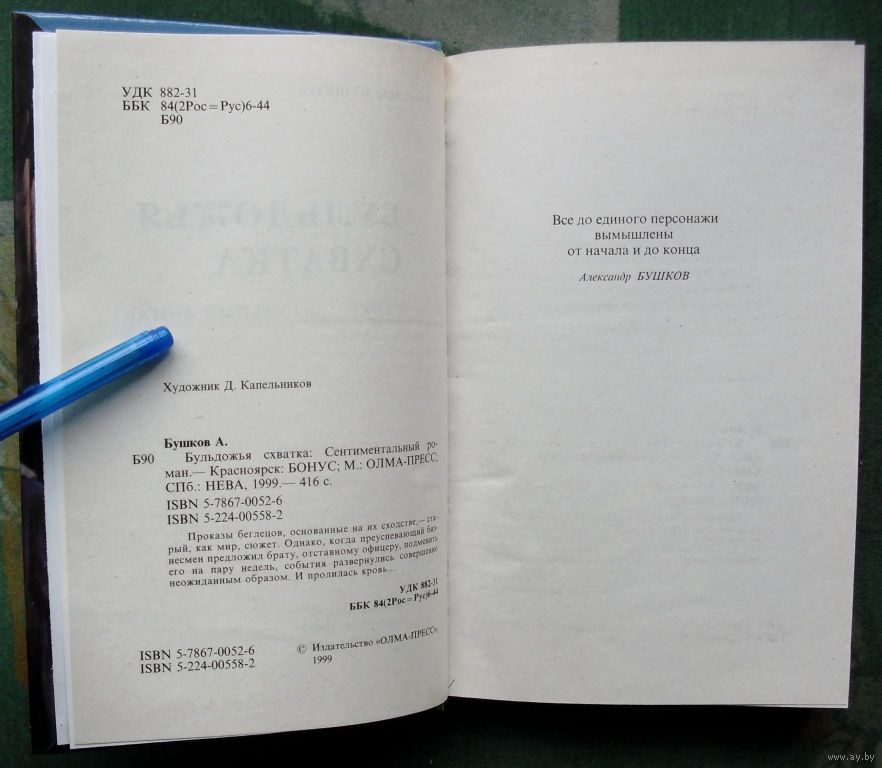 УДК 882-31
ББК 84(2Рос=Рус)6-44
Б90
Художник Д. Капельников
Бушков А.
Б90 Бульдожья схватка: Сентиментальный ро-
ман.— Красноярск: БОНУС; М.: ОЛМА-ПРЕСС;
СПб.: НЕВА, 1999.— 416 с.
ISBN 5-7867-0052-6
ISBN 5-224-00558-2
Проказы беглецов, основанные на их сходстве,— ста-
рый, как мир, сюжет. Однако, когда преуспевающий биз-
несмен предложил брату, отставному офицеру, подменить
его на пару недель, события развернулись совершенно
неожиданным образом. И пролилась кровь...
УДК 882-31
ББК 84(2Рос=Рус)6-44
ISBN 5-7867-0052-6
ISBN 5-224-00558-2
© Издательство «ОЛМА-ПРЕСС»,
1999
Все до единого персонажи
вымышлены
от начала и до конца
Александр БУШКОВ
www.ay.by